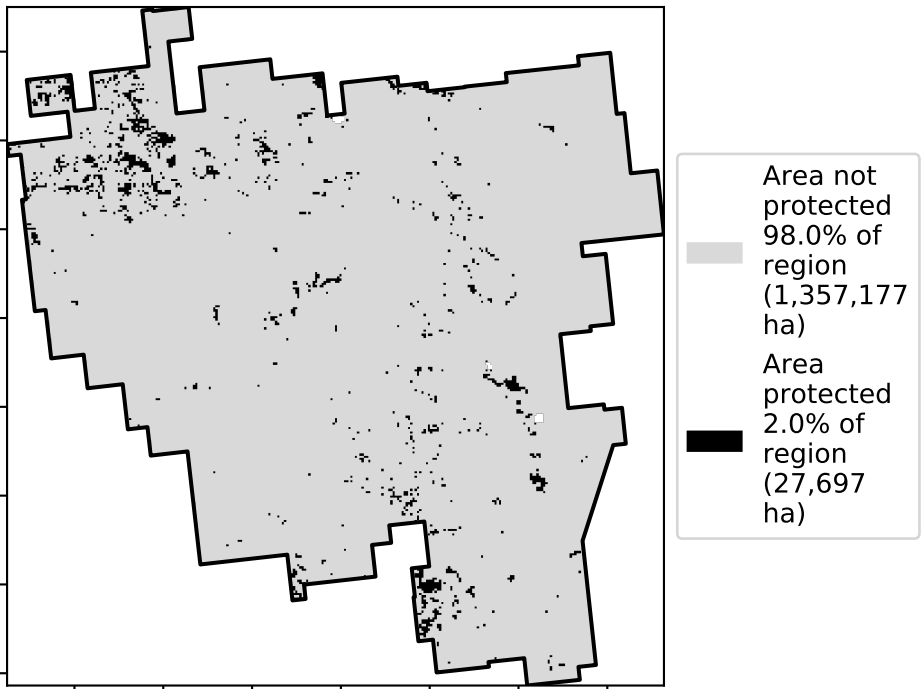 Area not
protected
98.0% of
region
(1,357,177
ha)
Area
protected
2.0% of
region
(27,697
ha)